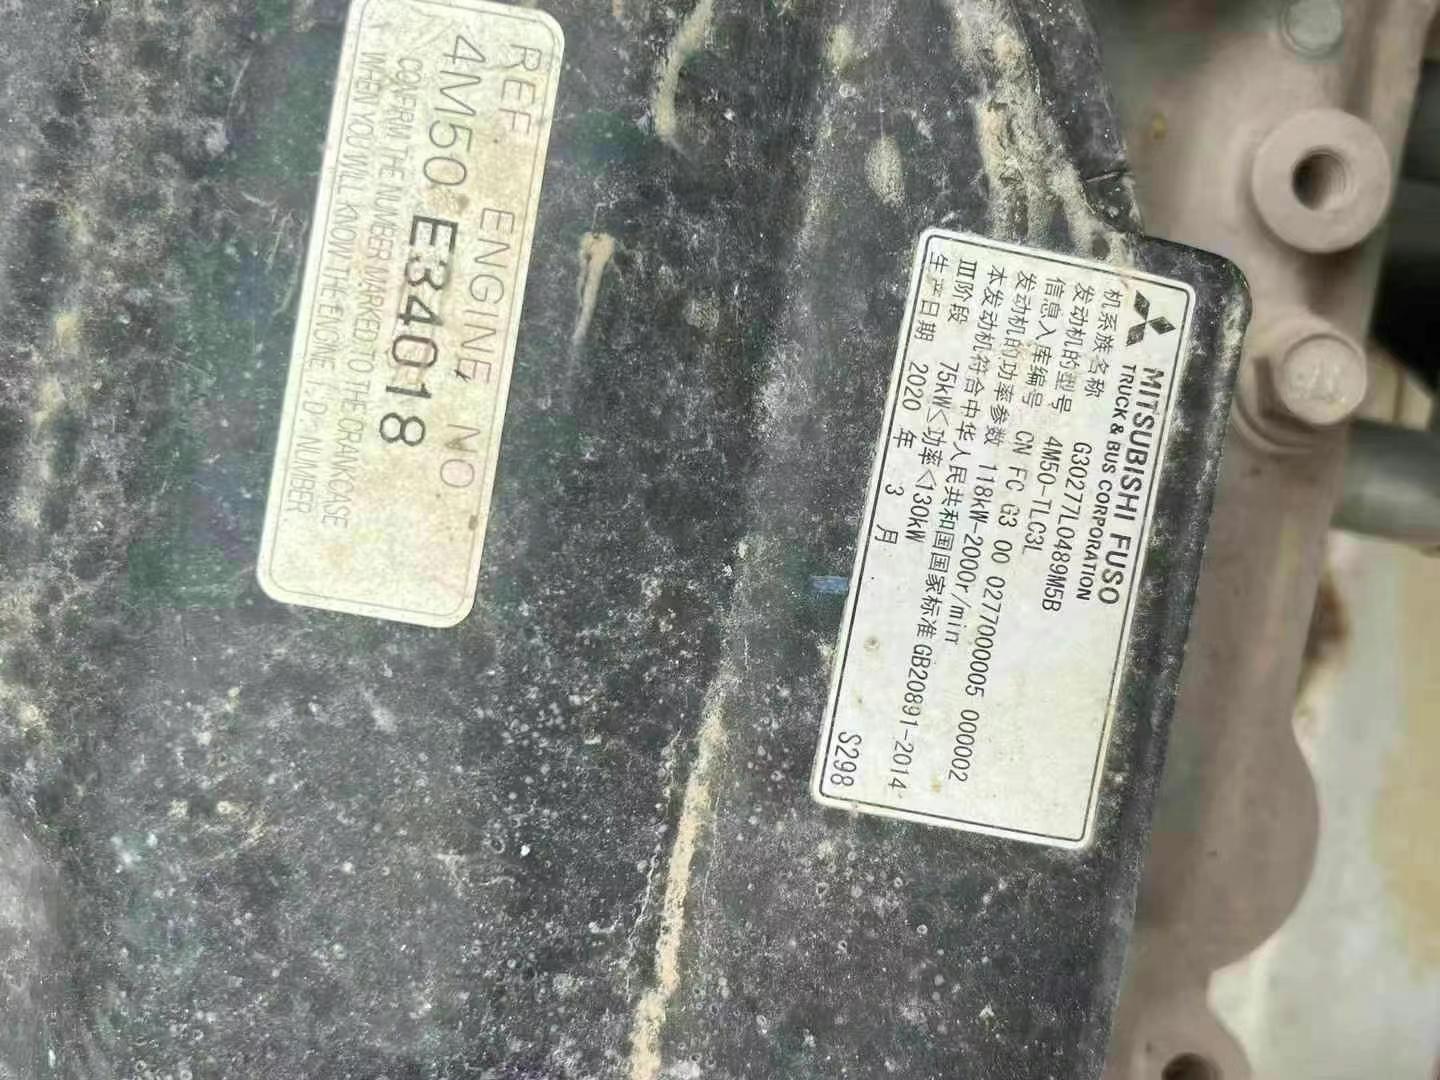 REF ENGINE NO
4M50 E34018
CONFIRM THE NUMBER MARKED TO THE CRANKCASE
WHEN YOU WILL KNOW THE ENGINE I·D· NUMBER.
MITSUBISHI FUSO
TRUCK & BUS CORPORATION
机系族名称 G30277L0489M5B
发动机的型号 4M50-TLC3L
信息入库编号 CN FC G3 00 0277000005 000002
发动机的功率参数 118kW-2000r/min
本发动机符合中华人民共和国国家标准 GB20891-2014
III阶段 75kW<功率<130kW
生产日期 2020 年 3 月 S298